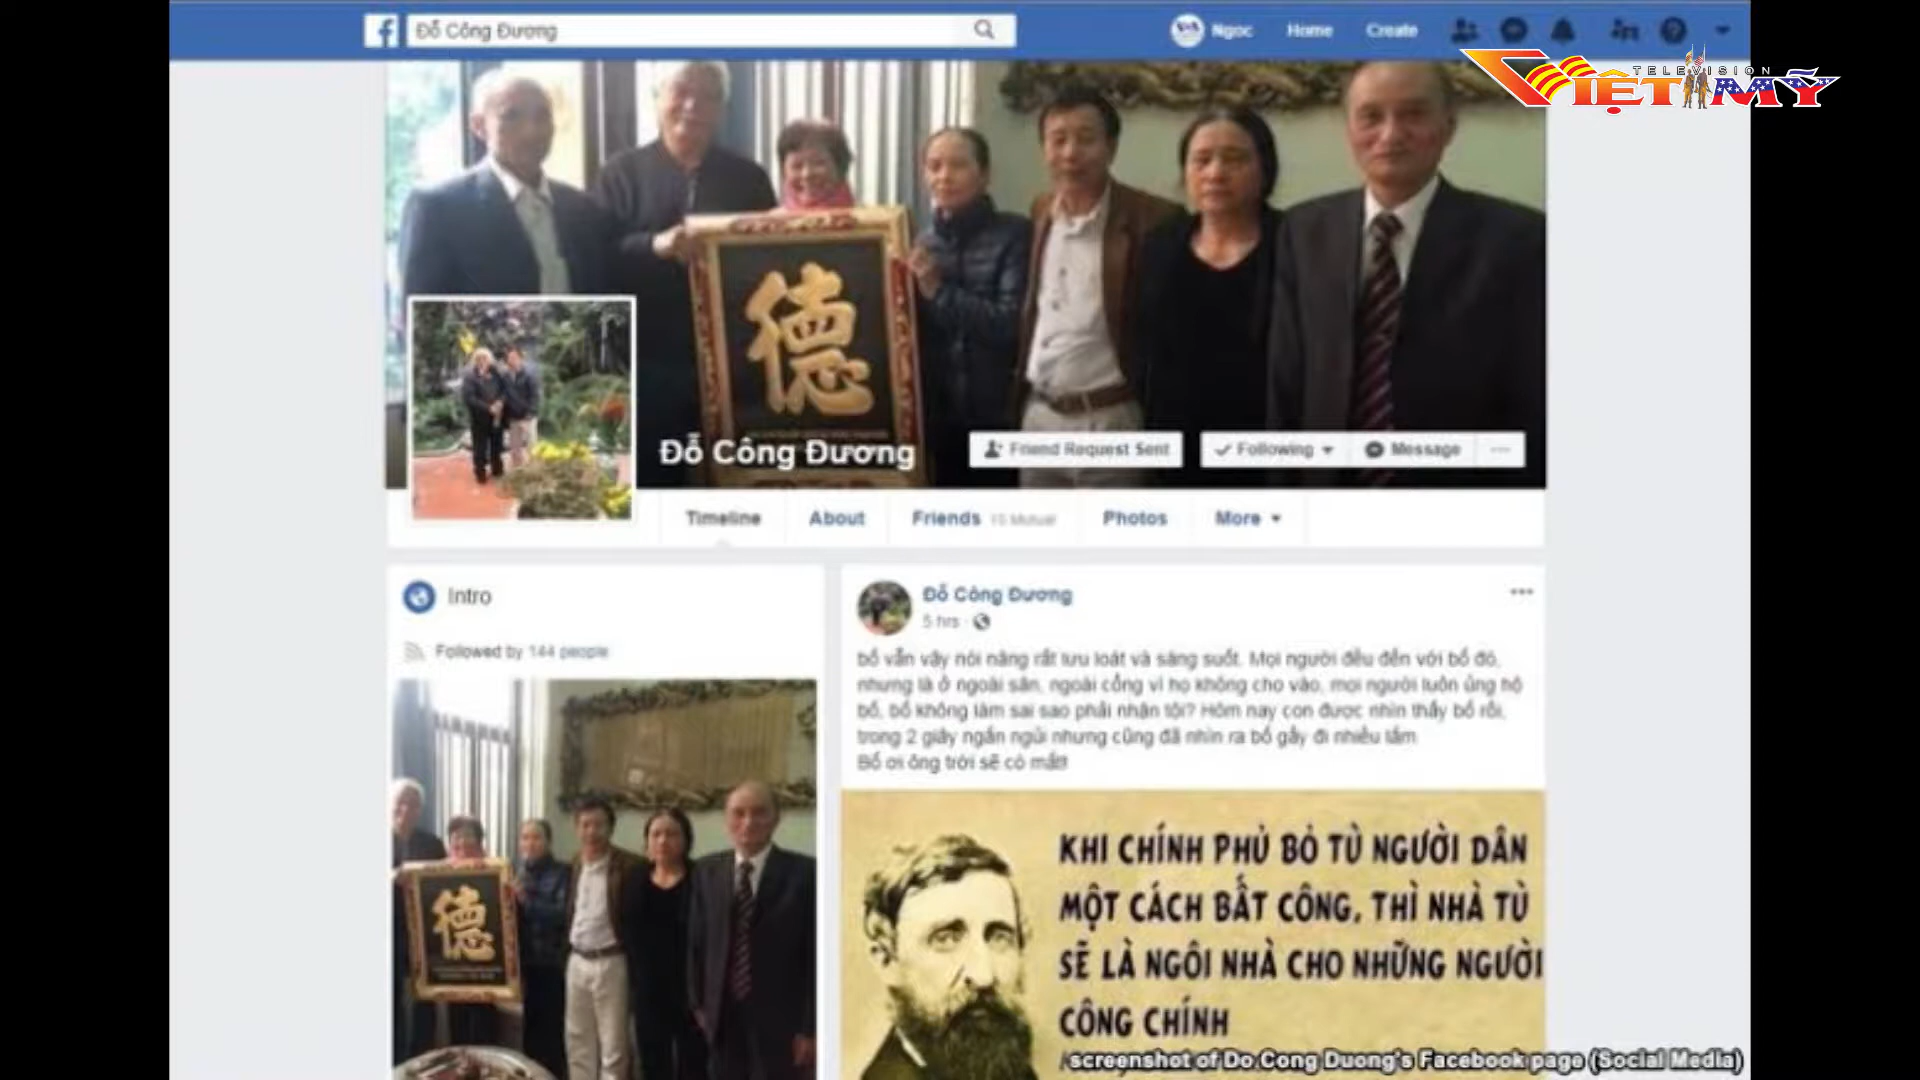 Đỗ Công Đương
Ngoc
Home
Create
TELEVISION
VIỆT MỸ
德
Đỗ Công Đương
Friend Request Sent
Following
Message
Timeline
About
Friends 15 Mutual
Photos
More
Intro
Followed by 144 people
德
Đỗ Công Đương
5 hrs
bố vẫn vậy nói năng rất lưu loát và sáng suốt. Mọi người đều đến với bố đó,
nhưng là ở ngoài sân, ngoài cổng vì họ không cho vào, mọi người luôn ủng hộ
bố, bố không làm sai sao phải nhận tội? Hôm nay con được nhìn thấy bố rồi,
trong 2 giây ngắn ngủi nhưng cũng đã nhìn ra bố gầy đi nhiều lắm
Bố ơi ông trời sẽ có mắt!!
KHI CHÍNH PHỦ BỎ TÙ NGƯỜI DÂN
MỘT CÁCH BẤT CÔNG, THÌ NHÀ TÙ
SẼ LÀ NGÔI NHÀ CHO NHỮNG NGƯỜI
CÔNG CHÍNH
/screenshot of Do Cong Duong's Facebook page (Social Media)